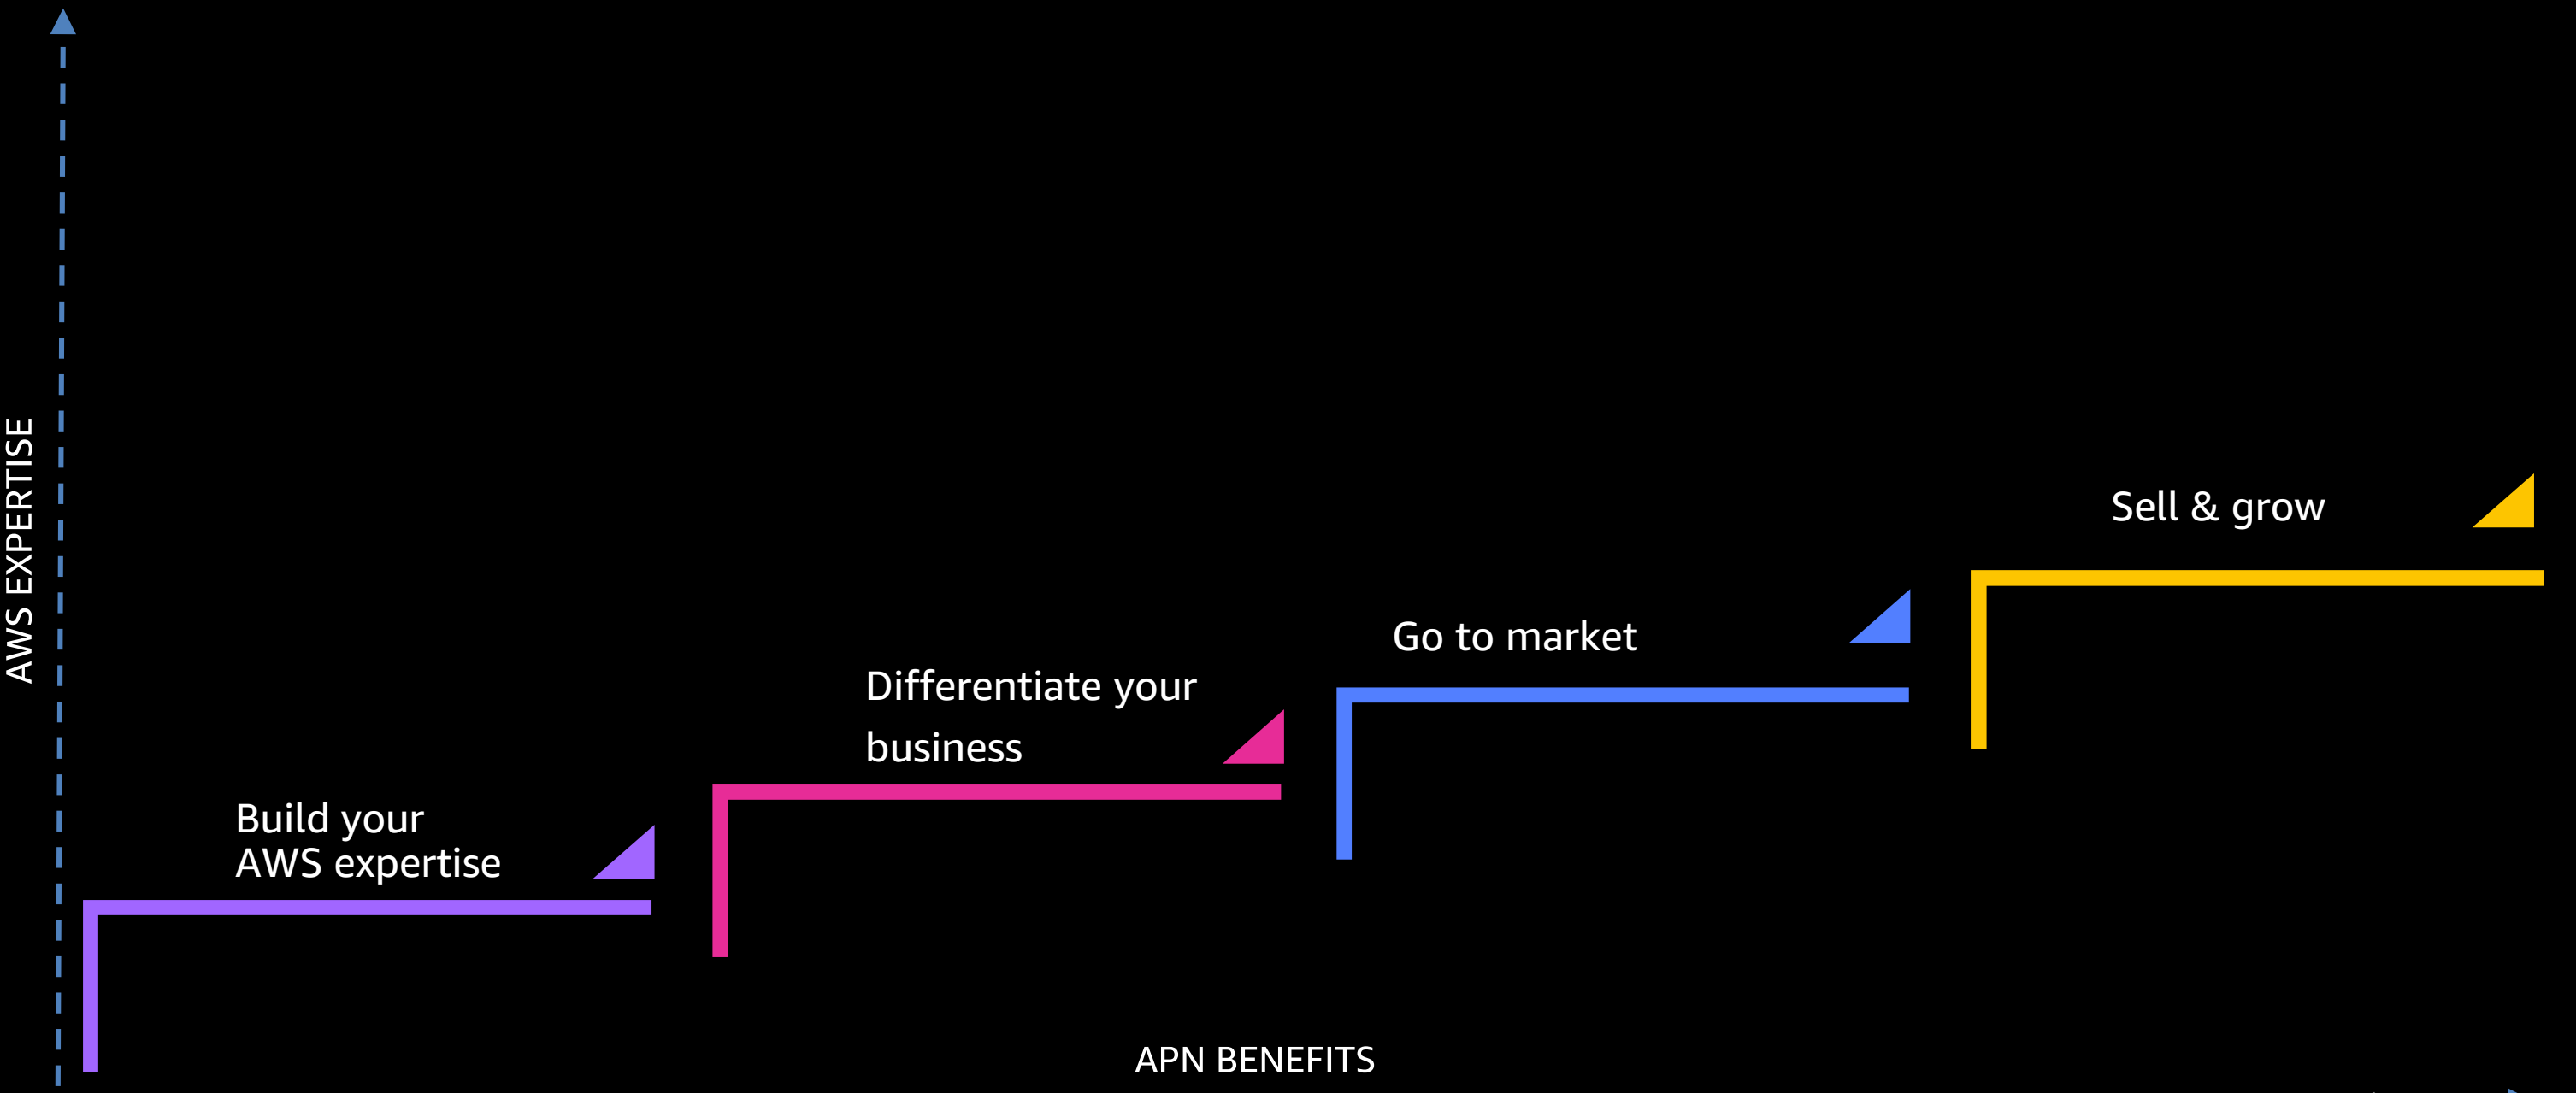 AWS EXPERTISE
Build your
AWS expertise
Differentiate your
business
Go to market
Sell & grow
APN BENEFITS